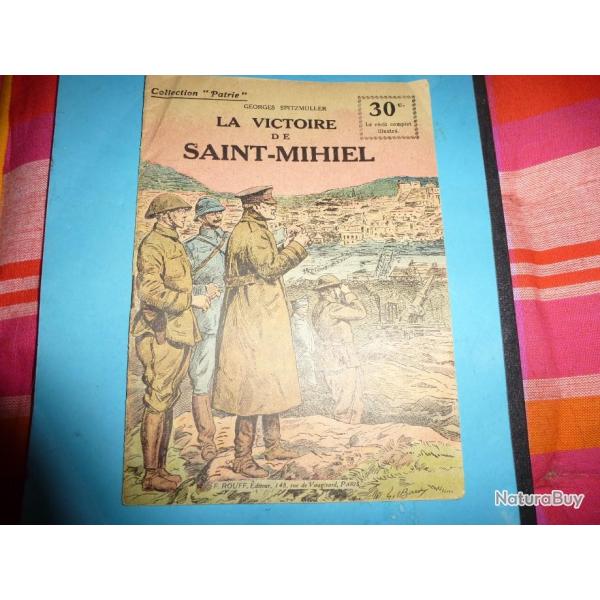 Collection "Patrie"
GEORGES SPITZMULLER
LA VICTOIRE
DE
SAINT-MIHIEL
30c.
Le récit complet
illustré.
F. ROUFF, Éditeur, 148, rue de Vaugirard, PARIS
NaturaBuy